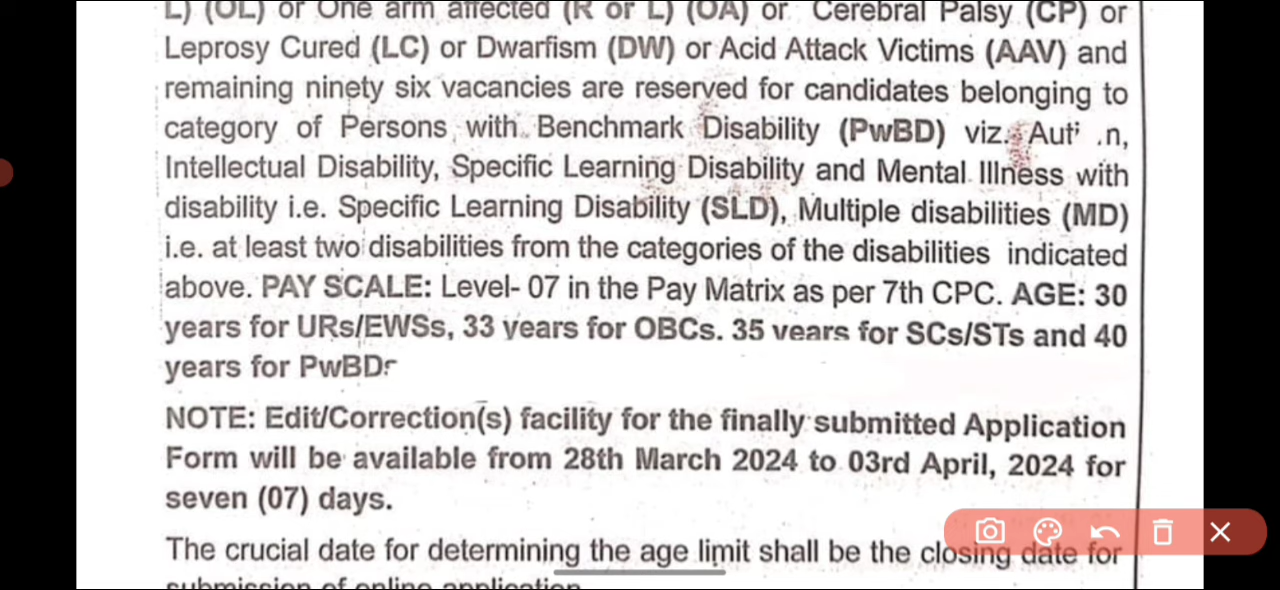 L) (OL) or One arm affected (R or L) (OA) or Cerebral Palsy (CP) or
Leprosy Cured (LC) or Dwarfism (DW) or Acid Attack Victims (AAV) and
remaining ninety six vacancies are reserved for candidates belonging to
category of Persons with Benchmark Disability (PwBD) viz.
Intellectual Disability, Specific Learning Disability and Mental Illness with
disability i.e. Specific Learning Disability (SLD), Multiple disabilities (MD)
i.e. at least two disabilities from the categories of the disabilities indicated
above. PAY SCALE: Level- 07 in the Pay Matrix as per 7th CPC. AGE: 30
years for URs/EWSs, 33 years for OBCs. 35 years for SCs/STs and 40
years for
NOTE: Edit/Correction(s) facility for the finally submitted Application
Form will be available from 28th March 2024 to 03rd April, 2024 for
seven (07) days.
The crucial date for determining the age limit shall be the closing date for
submission of online application